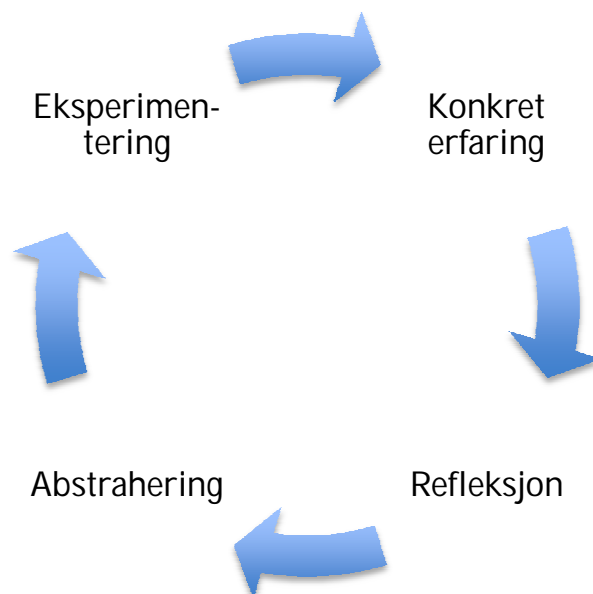 Eksperimen-
tering
Konkret
erfaring
Abstrahering
Refleksjon